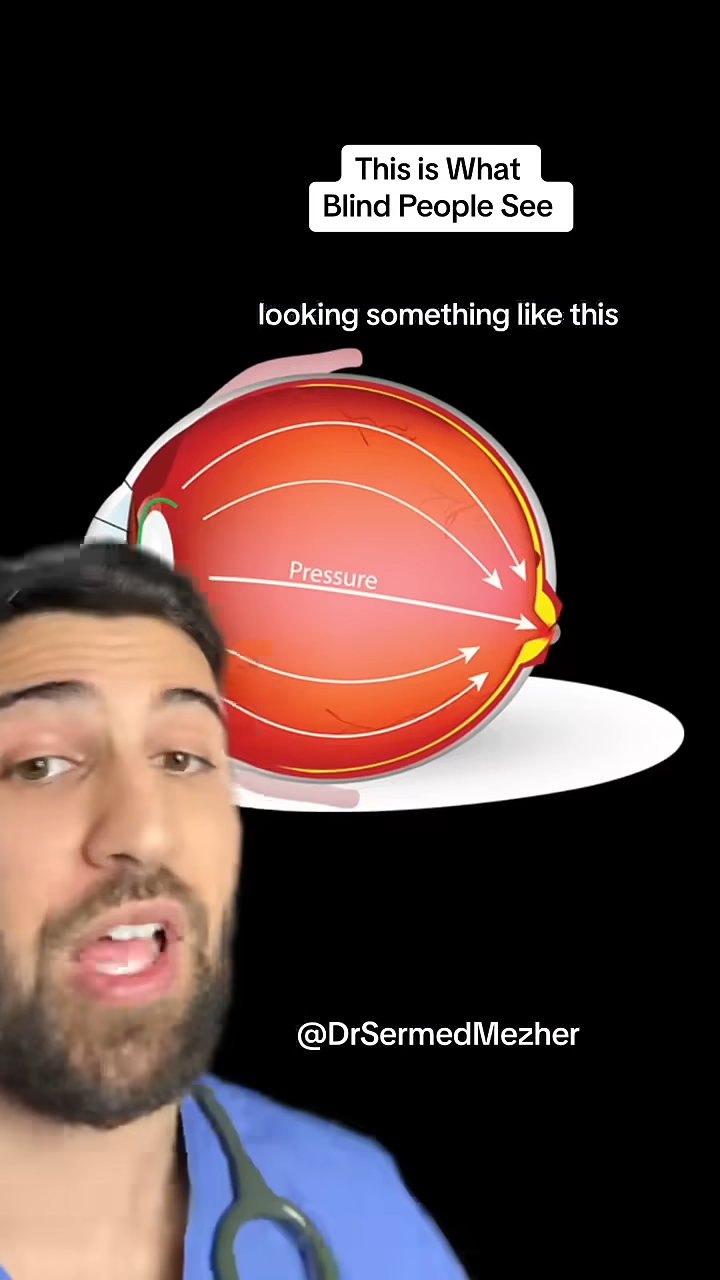 This is What
Blind People See
looking something like this
Pressure
@DrSermedMezher